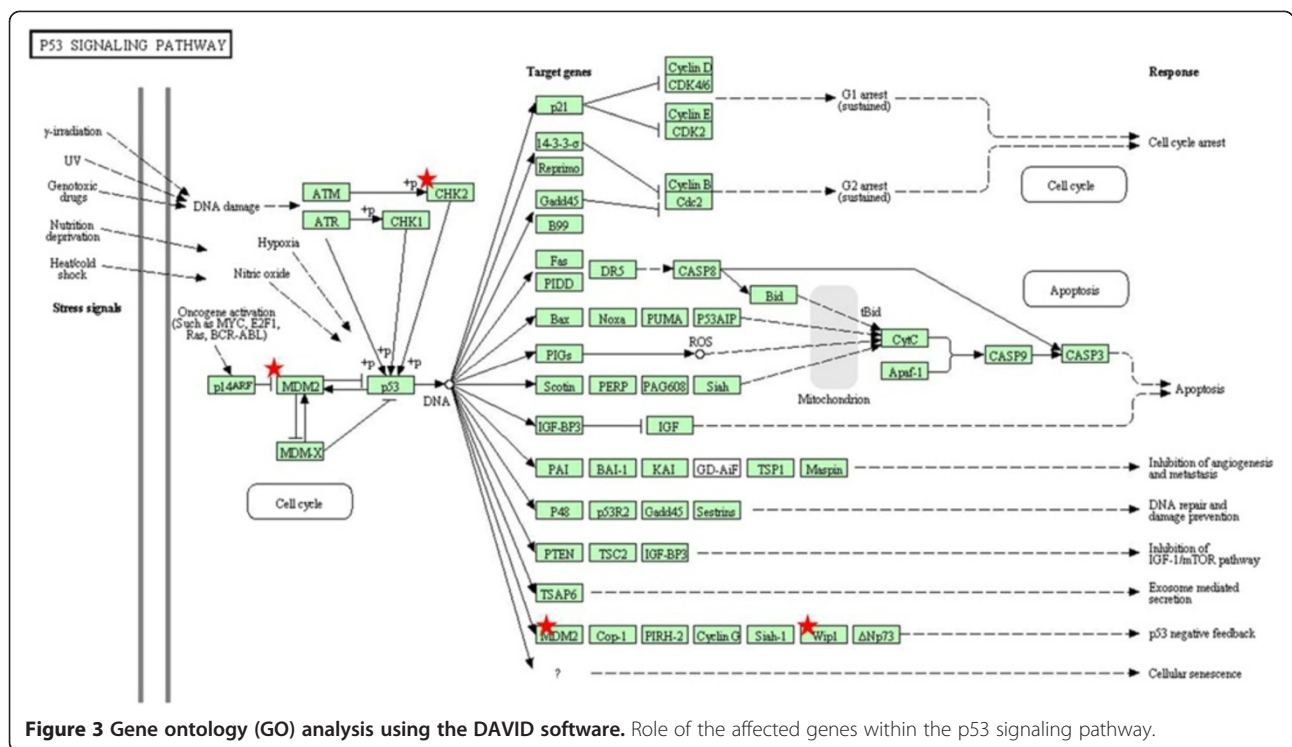 P53 SIGNALING PATHWAY
Target genes
Response
γ-irradiation
UV
Genotoxic
drugs
Nutrition
deprivation
Heat/cold
shock
Stress signals
DNA damage
ATM
+p
CHK2
ATR
+p
CHK1
Hypoxia
Nitric oxide
Oncogene activation
(Such as MYC, E2F1,
Ras, BCR-ABL)
+p
+p
+p
p14ARF
MDM2
p53
DNA
MDM-X
Cell cycle
p21
Cyclin D
CDK4/6
Cyclin E
CDK2
G1 arrest
(sustained)
Cell cycle arrest
14-3-3-σ
Reprimo
Gadd45
B99
Cyclin B
Cdc2
G2 arrest
(sustained)
Cell cycle
Fas
PIDD
DR5
CASP8
Bid
tBid
Apoptosis
Bax
Noxa
PUMA
P53AIP
PIGs
ROS
CytC
CASP9
CASP3
Apaf-1
Scotin
PERP
PAG608
Siah
Mitochondrion
Apoptosis
IGF-BP3
IGF
PAI
BAI-1
KAI
GD-AiF
TSP1
Maspin
Inhibition of angiogenesis
and metastasis
P48
p53R2
Gadd45
Sestrins
DNA repair and
damage prevention
PTEN
TSC2
IGF-BP3
Inhibition of
IGF-1/mTOR pathway
TSAP6
Exosome mediated
secretion
MDM2
Cop-1
PIRH-2
Cyclin G
Siah-1
Wip1
ΔNp73
p53 negative feedback
?
Cellular senescence
Figure 3 Gene ontology (GO) analysis using the DAVID software. Role of the affected genes within the p53 signaling pathway.